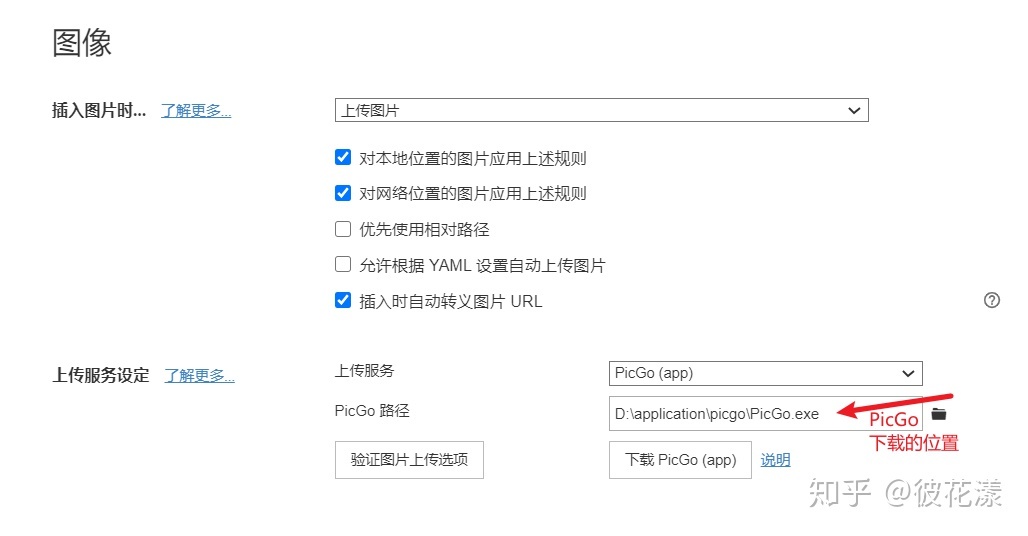 图像
插入图片时... 了解更多... 上传图片
对本地位置的图片应用上述规则
对网络位置的图片应用上述规则
优先使用相对路径
允许根据 YAML 设置自动上传图片
插入时自动转义图片 URL
上传服务设定 了解更多... 上传服务 PicGo (app)
PicGo 路径 D:\application\picgo\PicGo.exe
PicGo
下载的位置
验证图片上传选项 下载 PicGo (app) 说明
知乎 @彼花漾